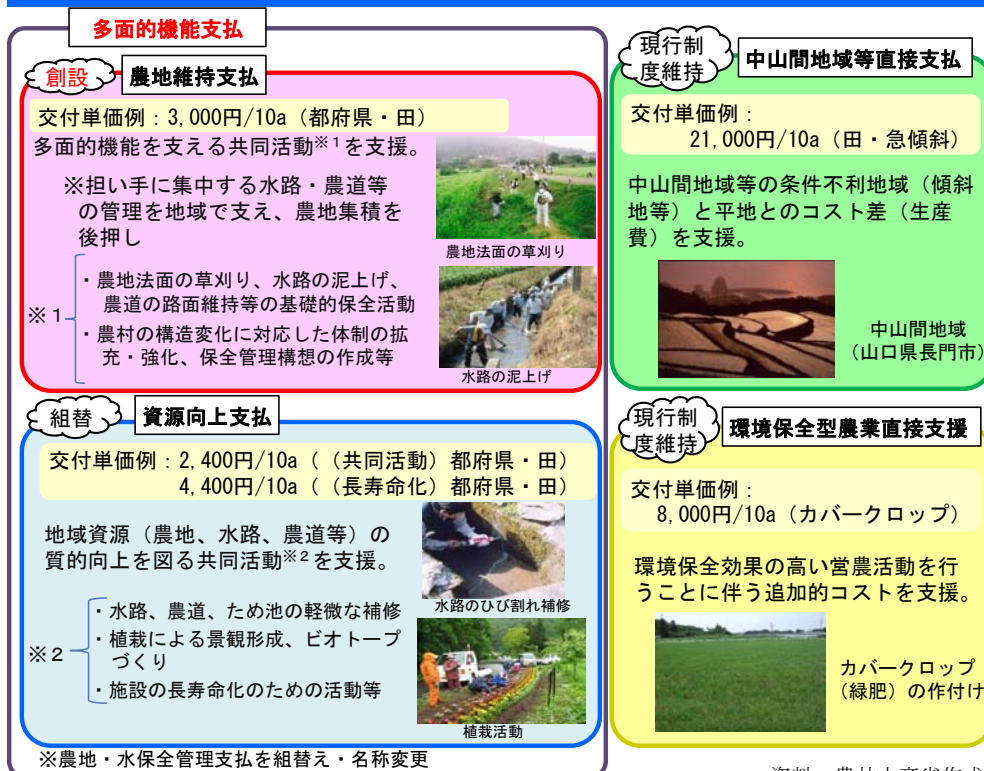 多面的機能支払
創設
農地維持支払
交付単価例：3,000円/10a（都府県・田）
多面的機能を支える共同活動※1を支援。
※担い手に集中する水路・農道等
の管理を地域で支え、農地集積を
後押し
農地法面の草刈り
※１
・農地法面の草刈り、水路の泥上げ、
農道の路面維持等の基礎的保全活動
・農村の構造変化に対応した体制の拡
充・強化、保全管理構想の作成等
水路の泥上げ
組替
資源向上支払
交付単価例：2,400円/10a（（共同活動）都府県・田）
4,400円/10a（（長寿命化）都府県・田）
地域資源（農地、水路、農道等）の
質的向上を図る共同活動※2を支援。
水路のひび割れ補修
※２
・水路、農道、ため池の軽微な補修
・植栽による景観形成、ビオトープ
づくり
・施設の長寿命化のための活動等
植栽活動
※農地・水保全管理支払を組替え・名称変更
現行制
度維持
中山間地域等直接支払
交付単価例：
21,000円/10a（田・急傾斜）
中山間地域等の条件不利地域（傾斜
地等）と平地とのコスト差（生産
費）を支援。
中山間地域
（山口県長門市）
現行制
度維持
環境保全型農業直接支援
交付単価例：
8,000円/10a（カバークロップ）
環境保全効果の高い営農活動を行
うことに伴う追加的コストを支援。
カバークロップ
（緑肥）の作付け